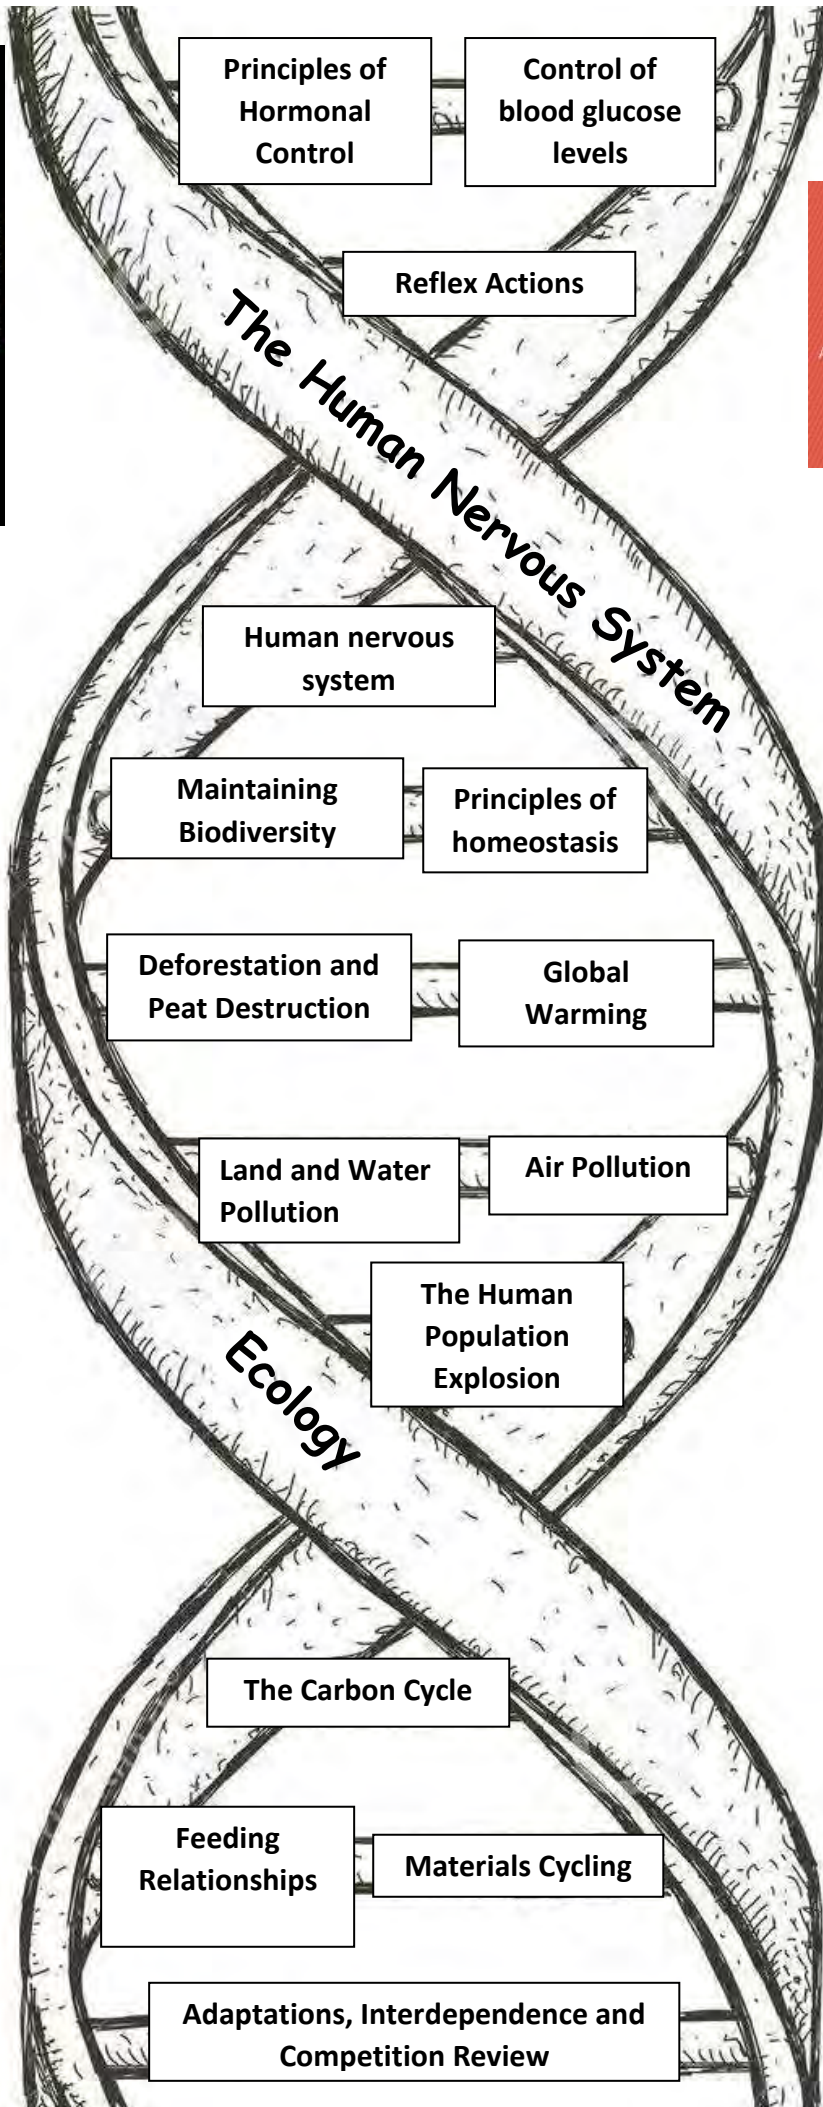 Principles of
Hormonal
Control
Control of
blood glucose
levels
Reflex Actions
The Human Nervous System
Human nervous
system
Maintaining
Biodiversity
Principles of
homeostasis
Deforestation and
Peat Destruction
Global
Warming
Land and Water
Pollution
Air Pollution
The Human
Population
Explosion
Ecology
The Carbon Cycle
Feeding
Relationships
Materials Cycling
Adaptations, Interdependence and
Competition Review